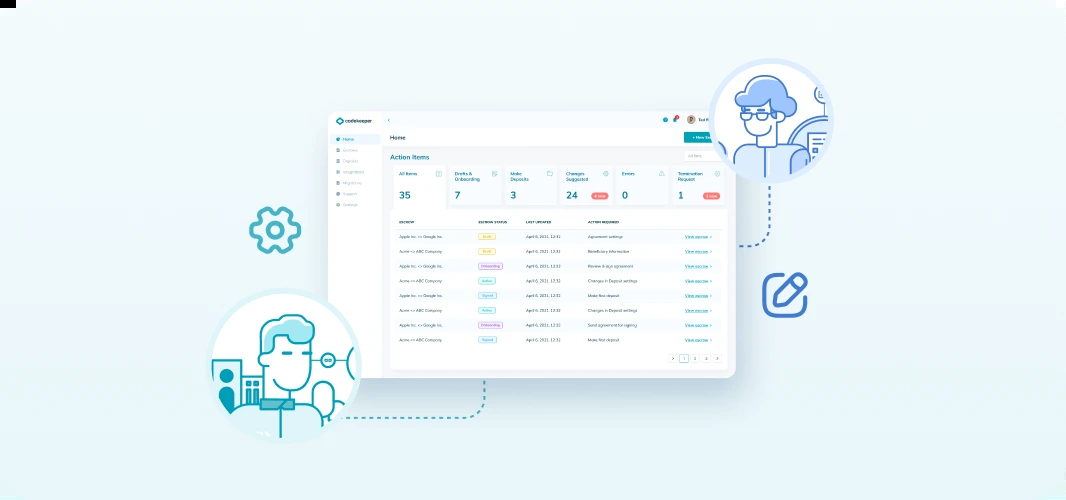 codekeeper
Home
Escrows
Deposits
Integrations
Migrations
Support
Settings
Home
+ New
Action Items
All Items
All Items
35
Drafts &
Onboarding
7
Make
Deposits
3
Changes
Suggested
24
Errors
0
Termination
Request
1
ESCROW ESCROW STATUS LAST UPDATED ACTION REQUIRED
Apple Inc. <> Google Inc. Draft April 6, 2021, 12:32 Agreement settings View escrow >
Acme <> ABC Company Draft April 6, 2021, 12:32 Beneficiary information View escrow >
Apple Inc. <> Google Inc. Onboarding April 6, 2021, 12:32 Review & sign agreement View escrow >
Acme <> ABC Company Active April 6, 2021, 12:32 Changes in Deposit settings View escrow >
Apple Inc. <> Google Inc. Signed April 6, 2021, 12:32 Make first deposit View escrow >
Acme <> ABC Company Active April 6, 2021, 12:32 Changes in Deposit settings View escrow >
Apple Inc. <> Google Inc. Onboarding April 6, 2021, 12:32 Send agreement for signing View escrow >
Acme <> ABC Company Signed April 6, 2021, 12:32 Make first deposit View escrow >
1 2 3